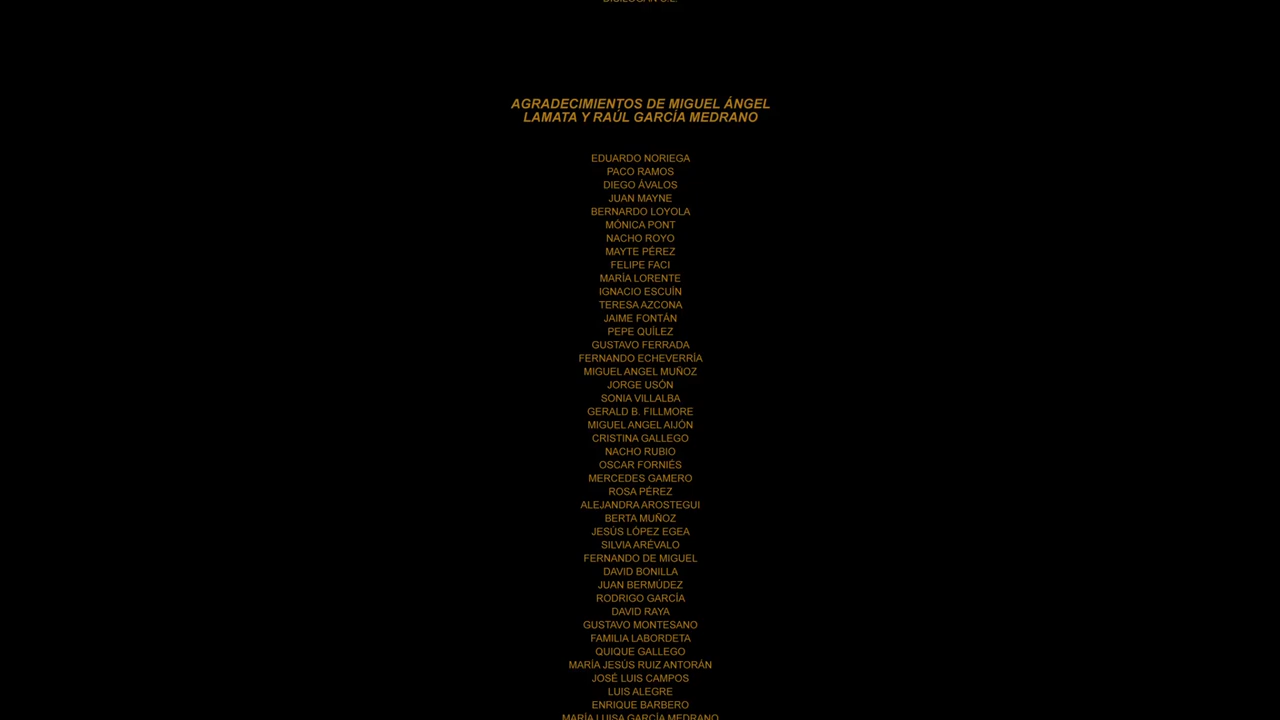 AGRADECIMIENTOS DE MIGUEL ÁNGEL
LAMATA Y RAÚL GARCÍA MEDRANO
EDUARDO NORIEGA
PACO RAMOS
DIEGO ÁVALOS
JUAN MAYNE
BERNARDO LOYOLA
MÓNICA PONT
NACHO ROYO
MAYTE PÉREZ
FELIPE FACI
MARÍA LORENTE
IGNACIO ESCUÍN
TERESA AZCONA
JAIME FONTÁN
PEPE QUÍLEZ
GUSTAVO FERRADA
FERNANDO ECHEVERRÍA
MIGUEL ANGEL MUÑOZ
JORGE USÓN
SONIA VILLALBA
GERALD B. FILLMORE
MIGUEL ANGEL AIJÓN
CRISTINA GALLEGO
NACHO RUBIO
OSCAR FORNIÉS
MERCEDES GAMERO
ROSA PÉREZ
ALEJANDRA AROSTEGUI
BERTA MUÑOZ
JESÚS LÓPEZ EGEA
SILVIA ARÉVALO
FERNANDO DE MIGUEL
DAVID BONILLA
JUAN BERMÚDEZ
RODRIGO GARCÍA
DAVID RAYA
GUSTAVO MONTESANO
FAMILIA LABORDETA
QUIQUE GALLEGO
MARÍA JESÚS RUIZ ANTORÁN
JOSÉ LUIS CAMPOS
LUIS ALEGRE
ENRIQUE BARBERO
MARÍA LUISA GARCÍA MEDRANO